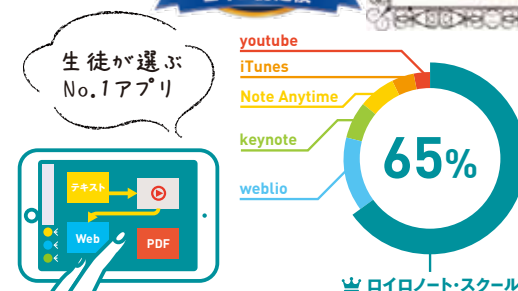 生徒が選ぶ
No.1アプリ
テキスト
Web
PDF
youtube
iTunes
Note Anytime
keynote
weblio
65%
ロイロノート・スクール